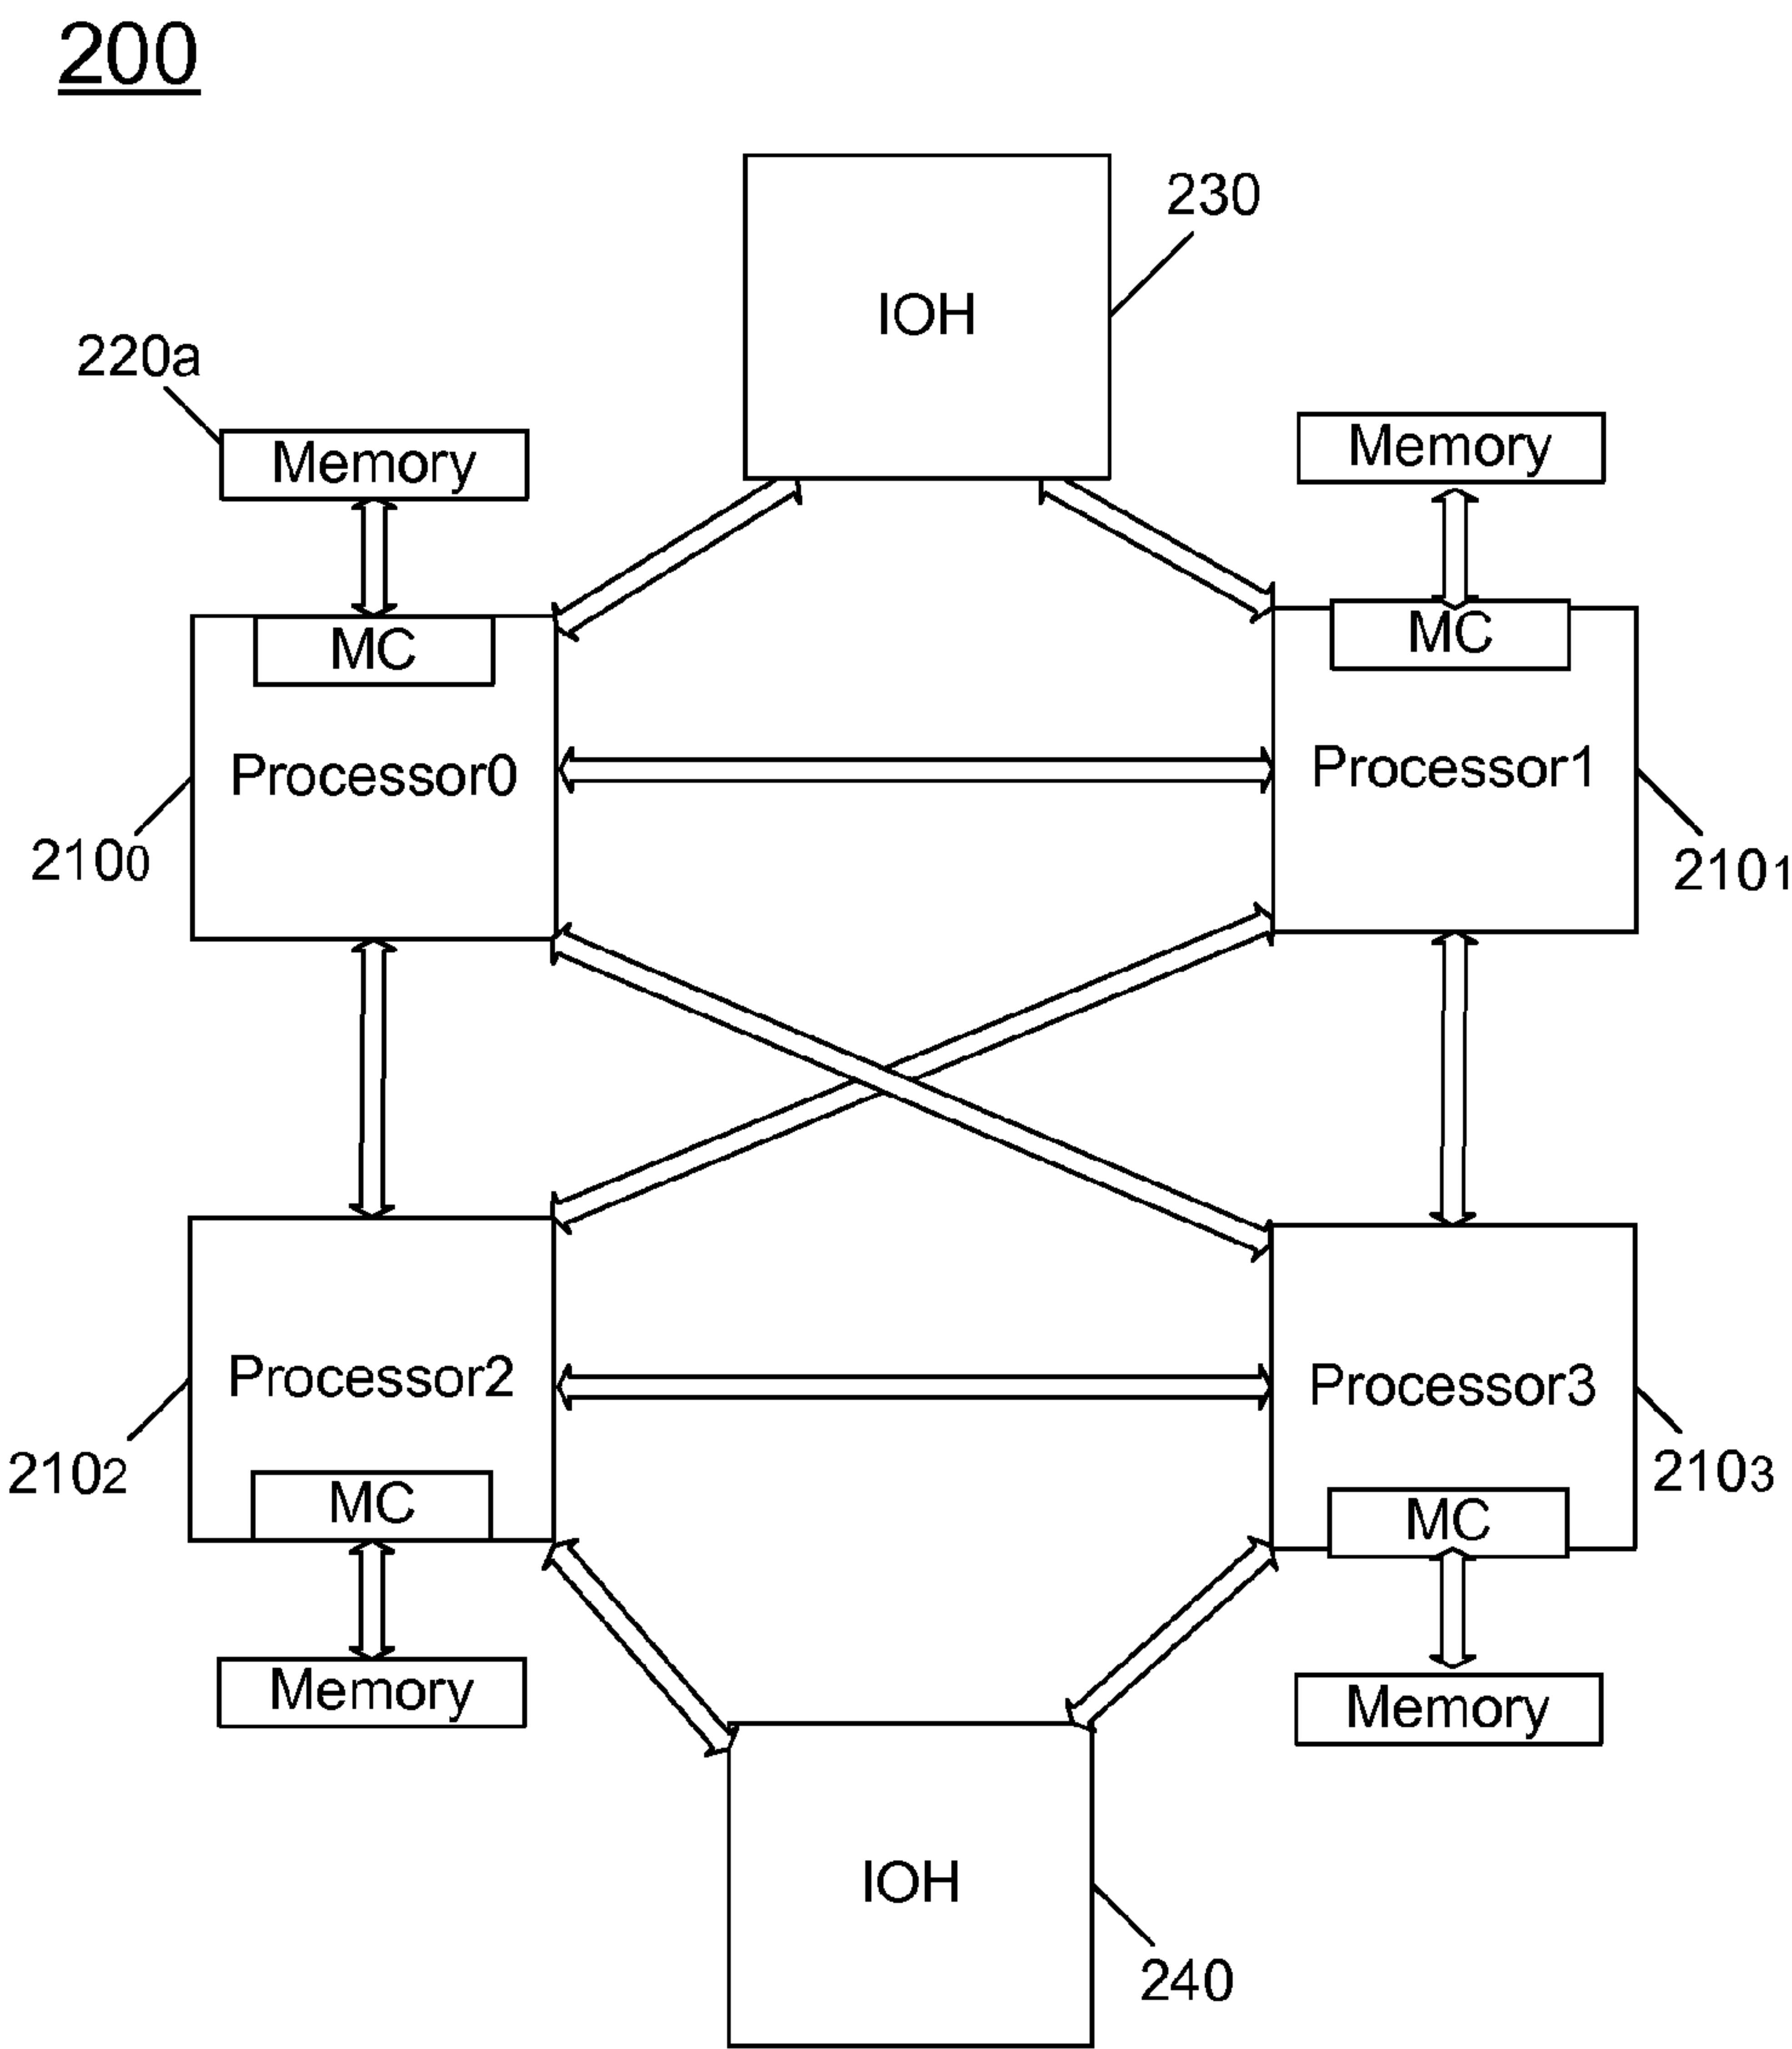 200
230
IOH
220a
Memory
Memory
MC
MC
Processor0
Processor1
210₀
210₁
Processor2
Processor3
210₂
210₃
MC
MC
Memory
Memory
IOH
240